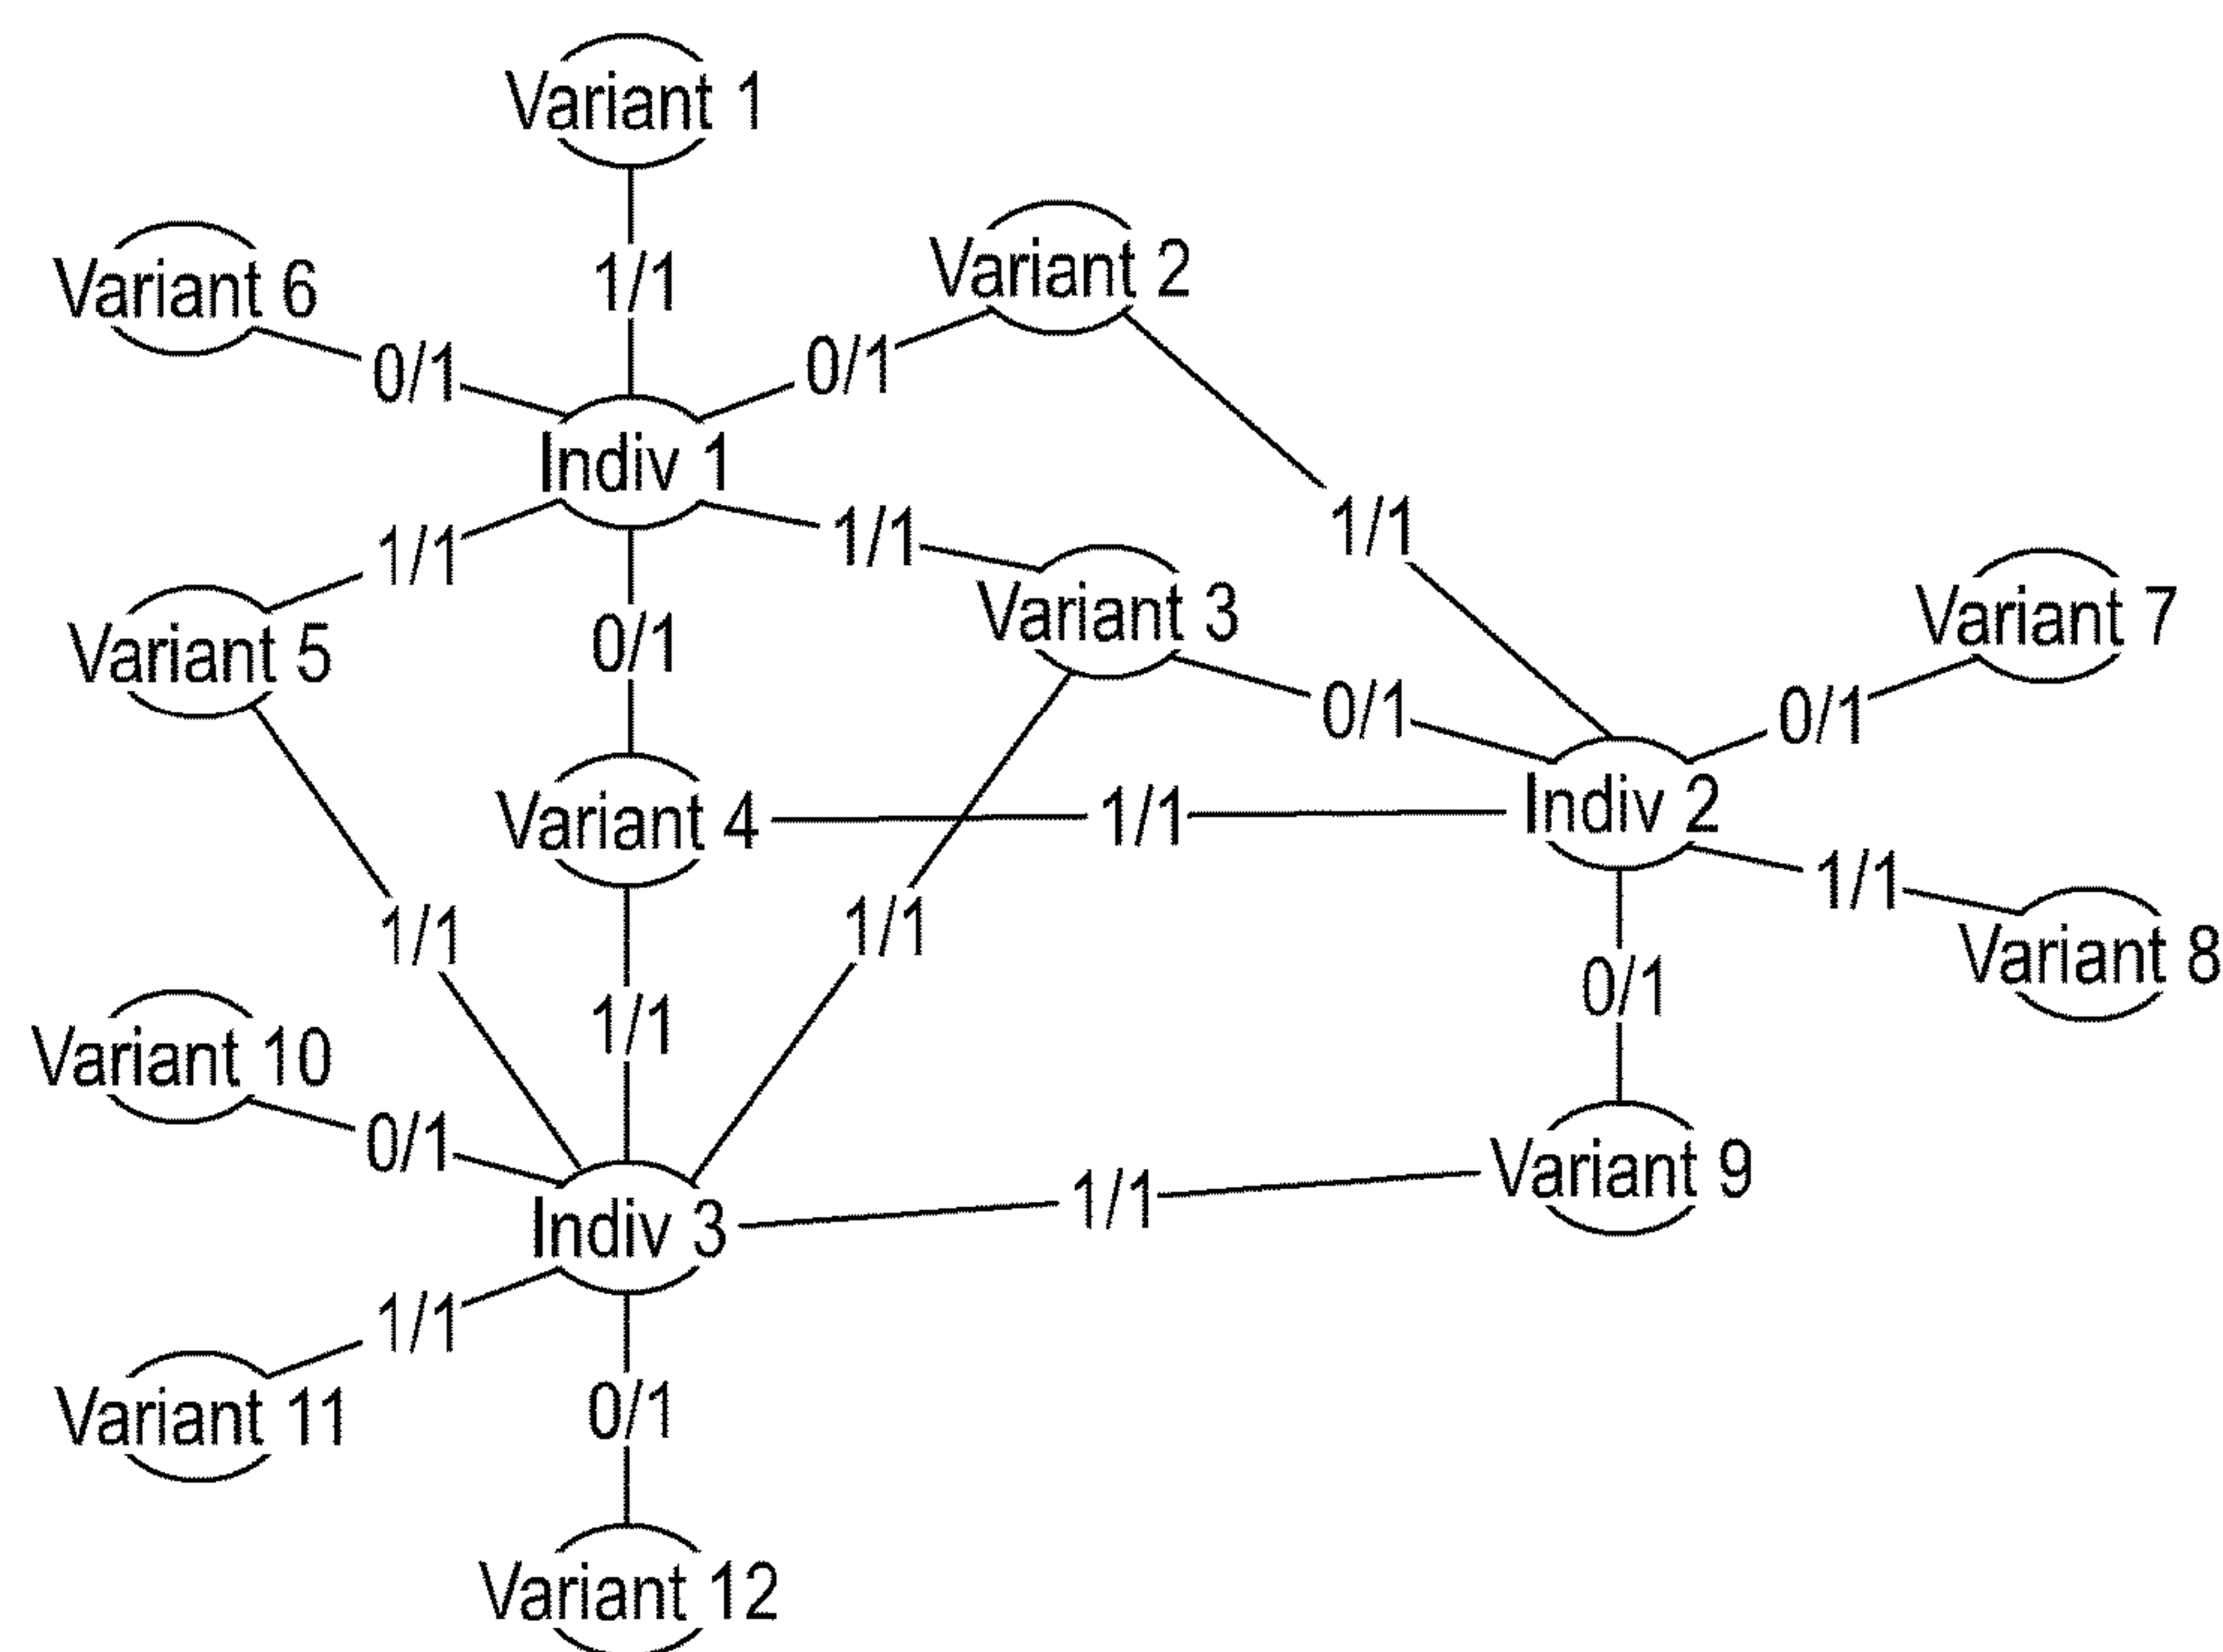 Variant 1
Variant 6
1/1
Variant 2
0/1
0/1
Indiv 1
1/1
1/1
1/1
Variant 5
0/1
Variant 3
Variant 7
0/1
0/1
Variant 4
1/1
Indiv 2
1/1
1/1
1/1
Variant 8
0/1
Variant 10
1/1
0/1
Variant 9
1/1
Indiv 3
1/1
Variant 11
0/1
Variant 12